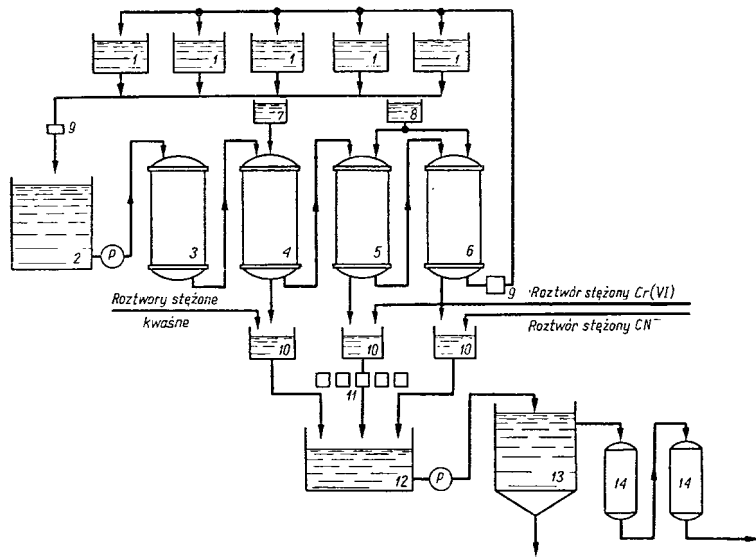 1 1 1 1 1
7 8
9
2 P 3 4 5 6
9
Roztwory stężone
kwaśne
Roztwór stężony Cr(VI)
Roztwór stężony CN⁻
10 10 10
11
12 P 13 14 14